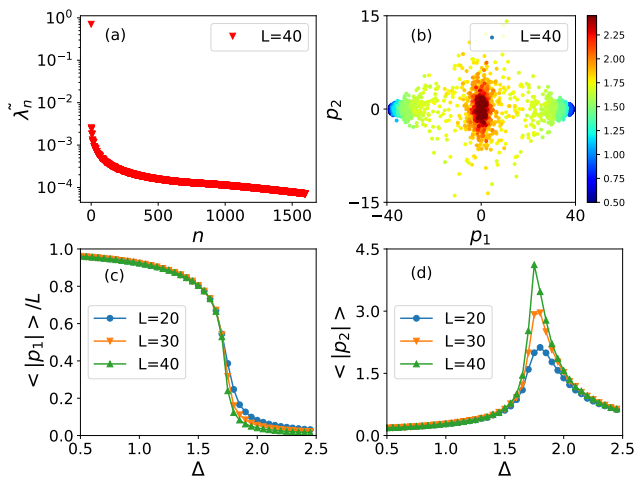 (a)
L=40
10⁰
10⁻¹
10⁻²
10⁻³
10⁻⁴
λ̃ₙ
0
500
1000
1500
n
(b)
L=40
15
0
−15
p₂
−40
0
40
p₁
2.25
2.00
1.75
1.50
1.25
1.00
0.75
0.50
(c)
L=20
L=30
L=40
1.0
0.8
0.6
0.4
0.2
0.0
< |p₁| > /L
0.5
1.0
1.5
2.0
2.5
Δ
(d)
L=20
L=30
L=40
4.5
3.0
1.5
0.0
< |p₂| >
0.5
1.0
1.5
2.0
2.5
Δ